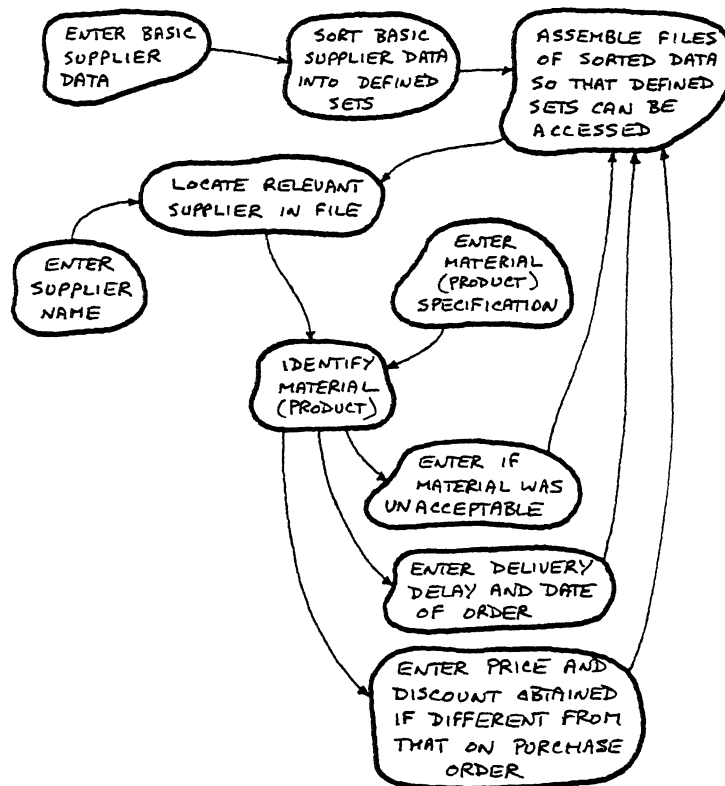 ENTER BASIC
SUPPLIER
DATA
SORT BASIC
SUPPLIER DATA
INTO DEFINED
SETS
ASSEMBLE FILES
OF SORTED DATA
SO THAT DEFINED
SETS CAN BE
ACCESSED
LOCATE RELEVANT
SUPPLIER IN FILE
ENTER
SUPPLIER
NAME
ENTER
MATERIAL
(PRODUCT)
SPECIFICATION
IDENTIFY
MATERIAL
(PRODUCT)
ENTER IF
MATERIAL WAS
UNACCEPTABLE
ENTER DELIVERY
DELAY AND DATE
OF ORDER
ENTER PRICE AND
DISCOUNT OBTAINED
IF DIFFERENT FROM
THAT ON PURCHASE
ORDER